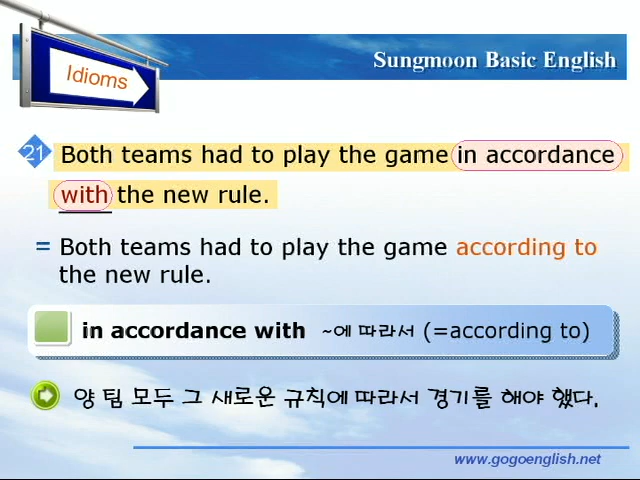 Idioms
Sungmoon Basic English
21 Both teams had to play the game in accordance
with the new rule.
= Both teams had to play the game according to
the new rule.
in accordance with ~에 따라서 (=according to)
양 팀 모두 그 새로운 규칙에 따라서 경기를 해야 했다.
www.gogoenglish.net